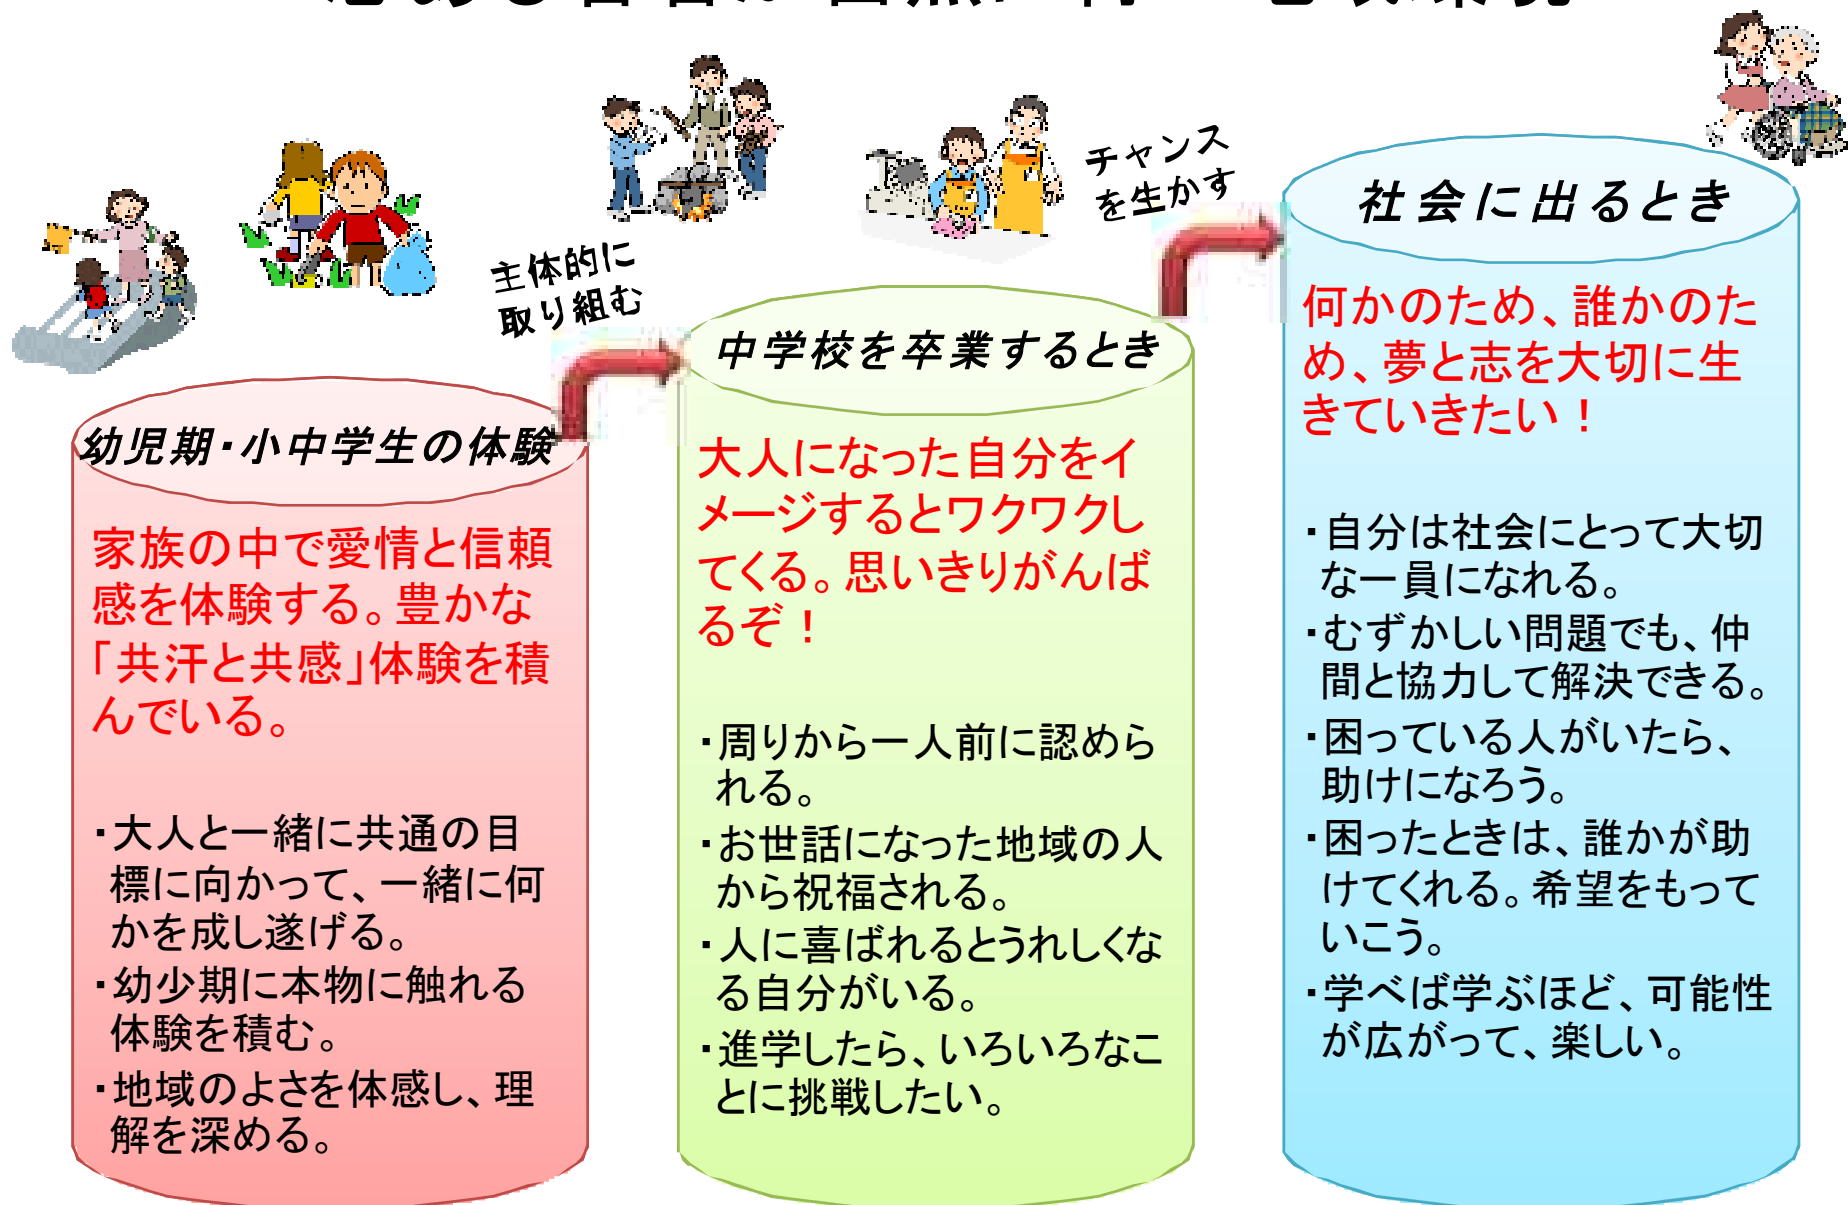 主体的に
取り組む
チャンス
を生かす
幼児期・小中学生の体験
家族の中で愛情と信頼
感を体験する。豊かな
「共汗と共感」体験を積
んでいる。
・大人と一緒に共通の目
標に向かって、一緒に何
かを成し遂げる。
・幼少期に本物に触れる
体験を積む。
・地域のよさを体感し、理
解を深める。
中学校を卒業するとき
大人になった自分をイ
メージするとワクワクし
てくる。思いきりがんば
るぞ！
・周りから一人前に認めら
れる。
・お世話になった地域の人
から祝福される。
・人に喜ばれるとうれしくな
る自分がいる。
・進学したら、いろいろなこ
とに挑戦したい。
社会に出るとき
何かのため、誰かのた
め、夢と志を大切に生
きていきたい！
・自分は社会にとって大切
な一員になれる。
・むずかしい問題でも、仲
間と協力して解決できる。
・困っている人がいたら、
助けになろう。
・困ったときは、誰かが助
けてくれる。希望をもって
いこう。
・学べば学ぶほど、可能性
が広がって、楽しい。